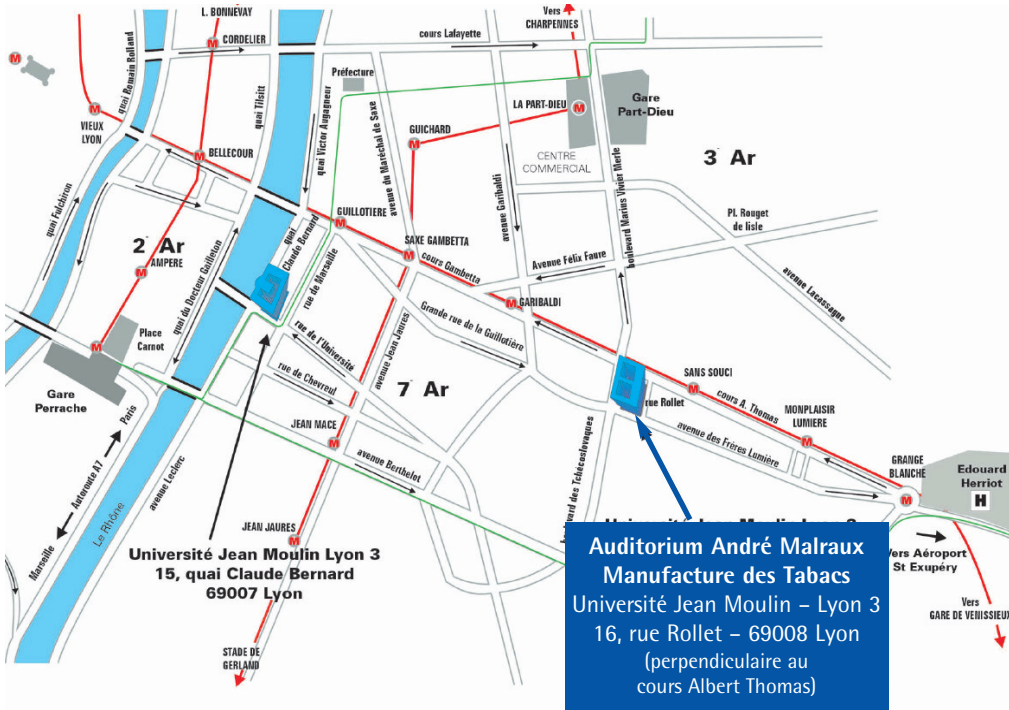 L. BONNEVAY
CORDELIER
Vers
CHARPENNES
cours Lafayette
M
quai Romain Rolland
quai Tilsitt
Préfecture
quai Victor Augagneur
avenue du Maréchal de Saxe
LA PART-DIEU
Gare
Part-Dieu
GUICHARD
VIEUX
LYON
BELLECOUR
CENTRE
COMMERCIAL
3 Ar
quai Fulchiron
avenue Garibaldi
boulevard Marius Vivier Merle
Pl. Rouget
de lisle
GUILLOTIERE
quai
Claude Bernard
2 Ar
AMPERE
SAXE GAMBETTA
cours Gambetta
Avenue Félix Faure
avenue Lacassagne
quai du Docteur Gailleton
rue de Marseille
GARIBALDI
Grande rue de la Guillotière
Place
Carnot
rue de l'Université
avenue Jean Jaures
Gare
Perrache
rue de Chevreul
7 Ar
SANS SOUCI
cours A. Thomas
rue Rollet
MONPLAISIR
LUMIERE
avenue des Frères Lumière
JEAN MACE
avenue Berthelot
GRANGE
BLANCHE
Edouard
Herriot
H
Paris
Autoroute A7
Marseille
Le Rhône
avenue Leclerc
des Tchécoslovaques
JEAN JAURES
Université Jean Moulin Lyon 3
15, quai Claude Bernard
69007 Lyon
Auditorium André Malraux
Manufacture des Tabacs
Université Jean Moulin – Lyon 3
16, rue Rollet – 69008 Lyon
(perpendiculaire au
cours Albert Thomas)
Vers Aéroport
St Exupéry
Vers
GARE DE VENISSIEUX
STADE DE
GERLAND